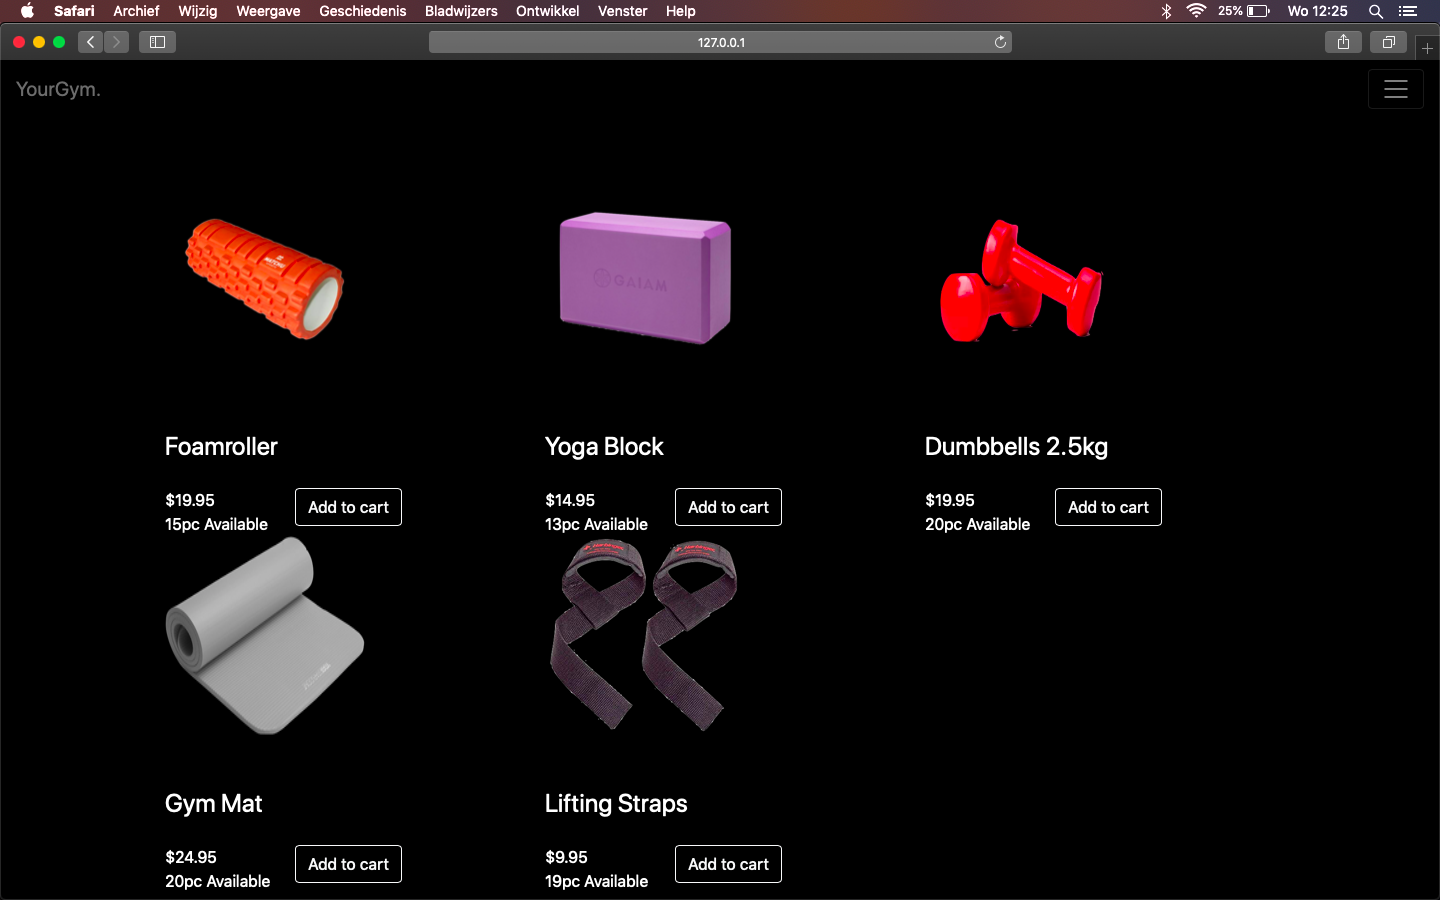 Safari Archief Wijzig Weergave Geschiedenis Bladwijzers Ontwikkel Venster Help 25% Wo 12:25
127.0.0.1
YourGym.
GAIAM
Foamroller Yoga Block Dumbbells 2.5kg
$19.95 Add to cart $14.95 Add to cart $19.95 Add to cart
15pc Available 13pc Available 20pc Available
Gym Mat Lifting Straps
$24.95 Add to cart $9.95 Add to cart
20pc Available 19pc Available